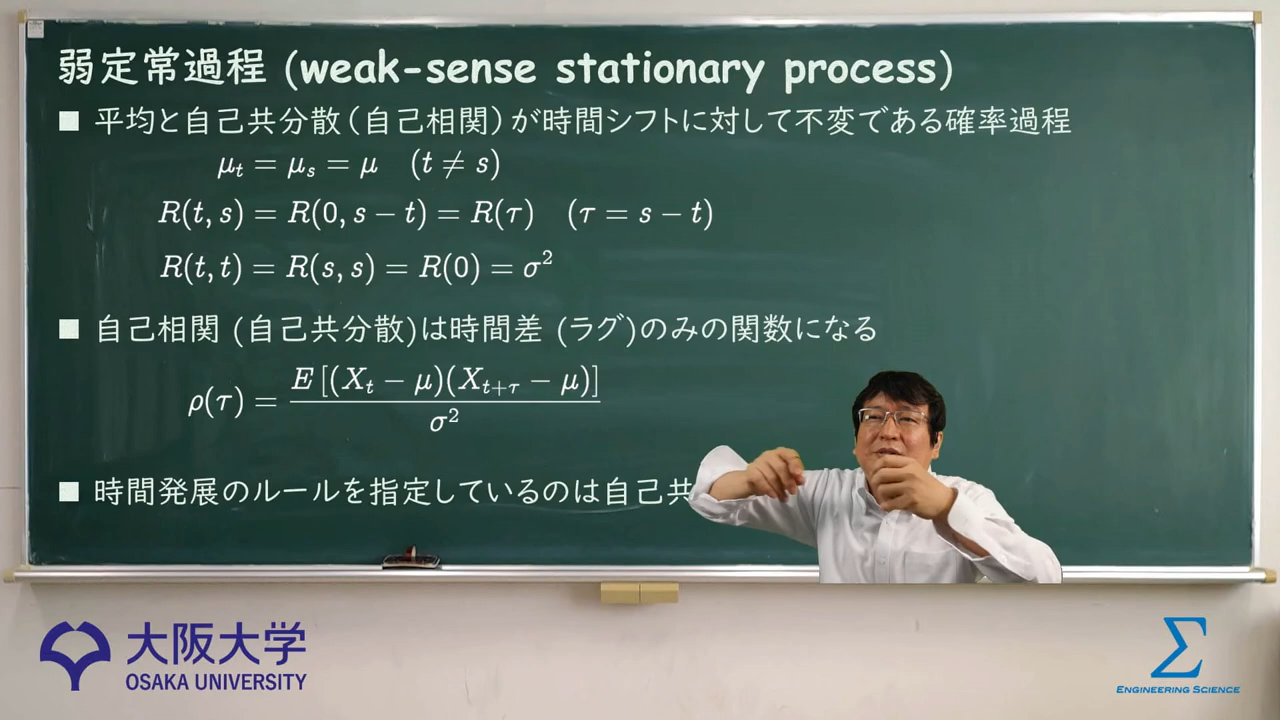 弱定常過程 (weak-sense stationary process)
■ 平均と自己共分散(自己相関)が時間シフトに対して不変である確率過程
μ_t = μ_s = μ (t ≠ s)
R(t, s) = R(0, s − t) = R(τ) (τ = s − t)
R(t, t) = R(s, s) = R(0) = σ²
■ 自己相関 (自己共分散)は時間差 (ラグ)のみの関数になる
ρ(τ) = E [(X_t − μ)(X_{t+τ} − μ)] / σ²
■ 時間発展のルールを指定しているのは自己共
大阪大学
OSAKA UNIVERSITY
Σ
ENGINEERING SCIENCE